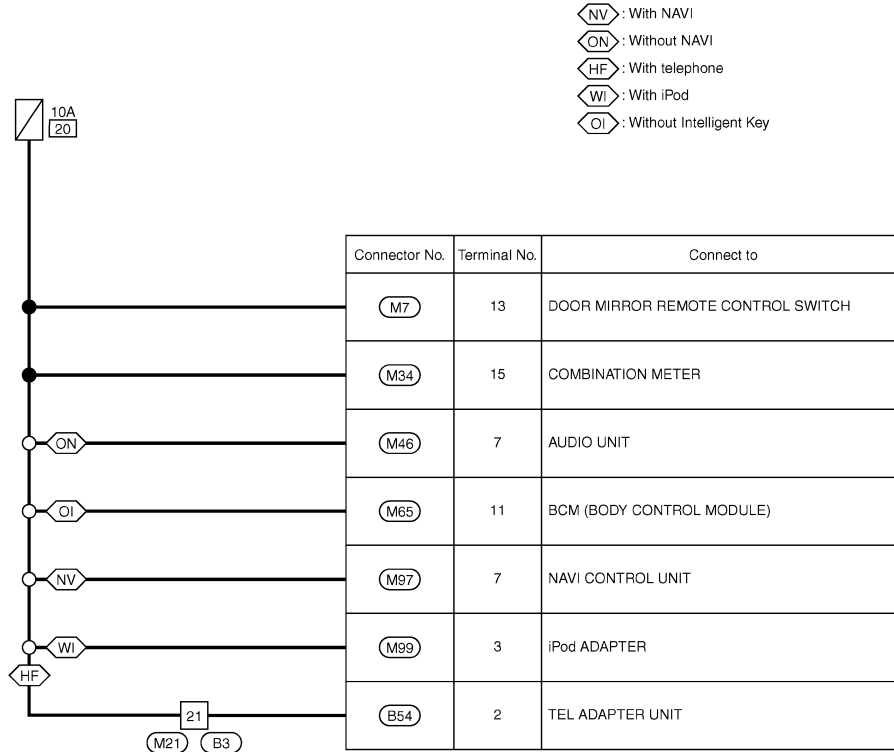 NV : With NAVI
ON : Without NAVI
HF : With telephone
WI : With iPod
OI : Without Intelligent Key
10A
20
Connector No. Terminal No. Connect to
M7 13 DOOR MIRROR REMOTE CONTROL SWITCH
M34 15 COMBINATION METER
ON M46 7 AUDIO UNIT
OI M65 11 BCM (BODY CONTROL MODULE)
NV M97 7 NAVI CONTROL UNIT
WI M99 3 iPod ADAPTER
HF
21 B54 2 TEL ADAPTER UNIT
M21 B3